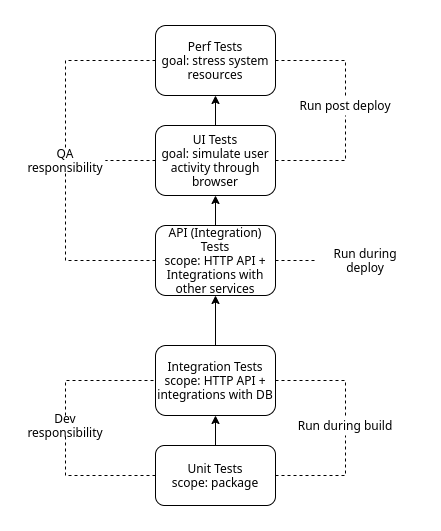 Perf Tests
goal: stress system
resources
Run post deploy
UI Tests
goal: simulate user
activity through
browser
QA
responsibility
API (Integration)
Tests
scope: HTTP API +
Integrations with
other services
Run during
deploy
Integration Tests
scope: HTTP API +
integrations with DB
Dev
responsibility
Run during build
Unit Tests
scope: package